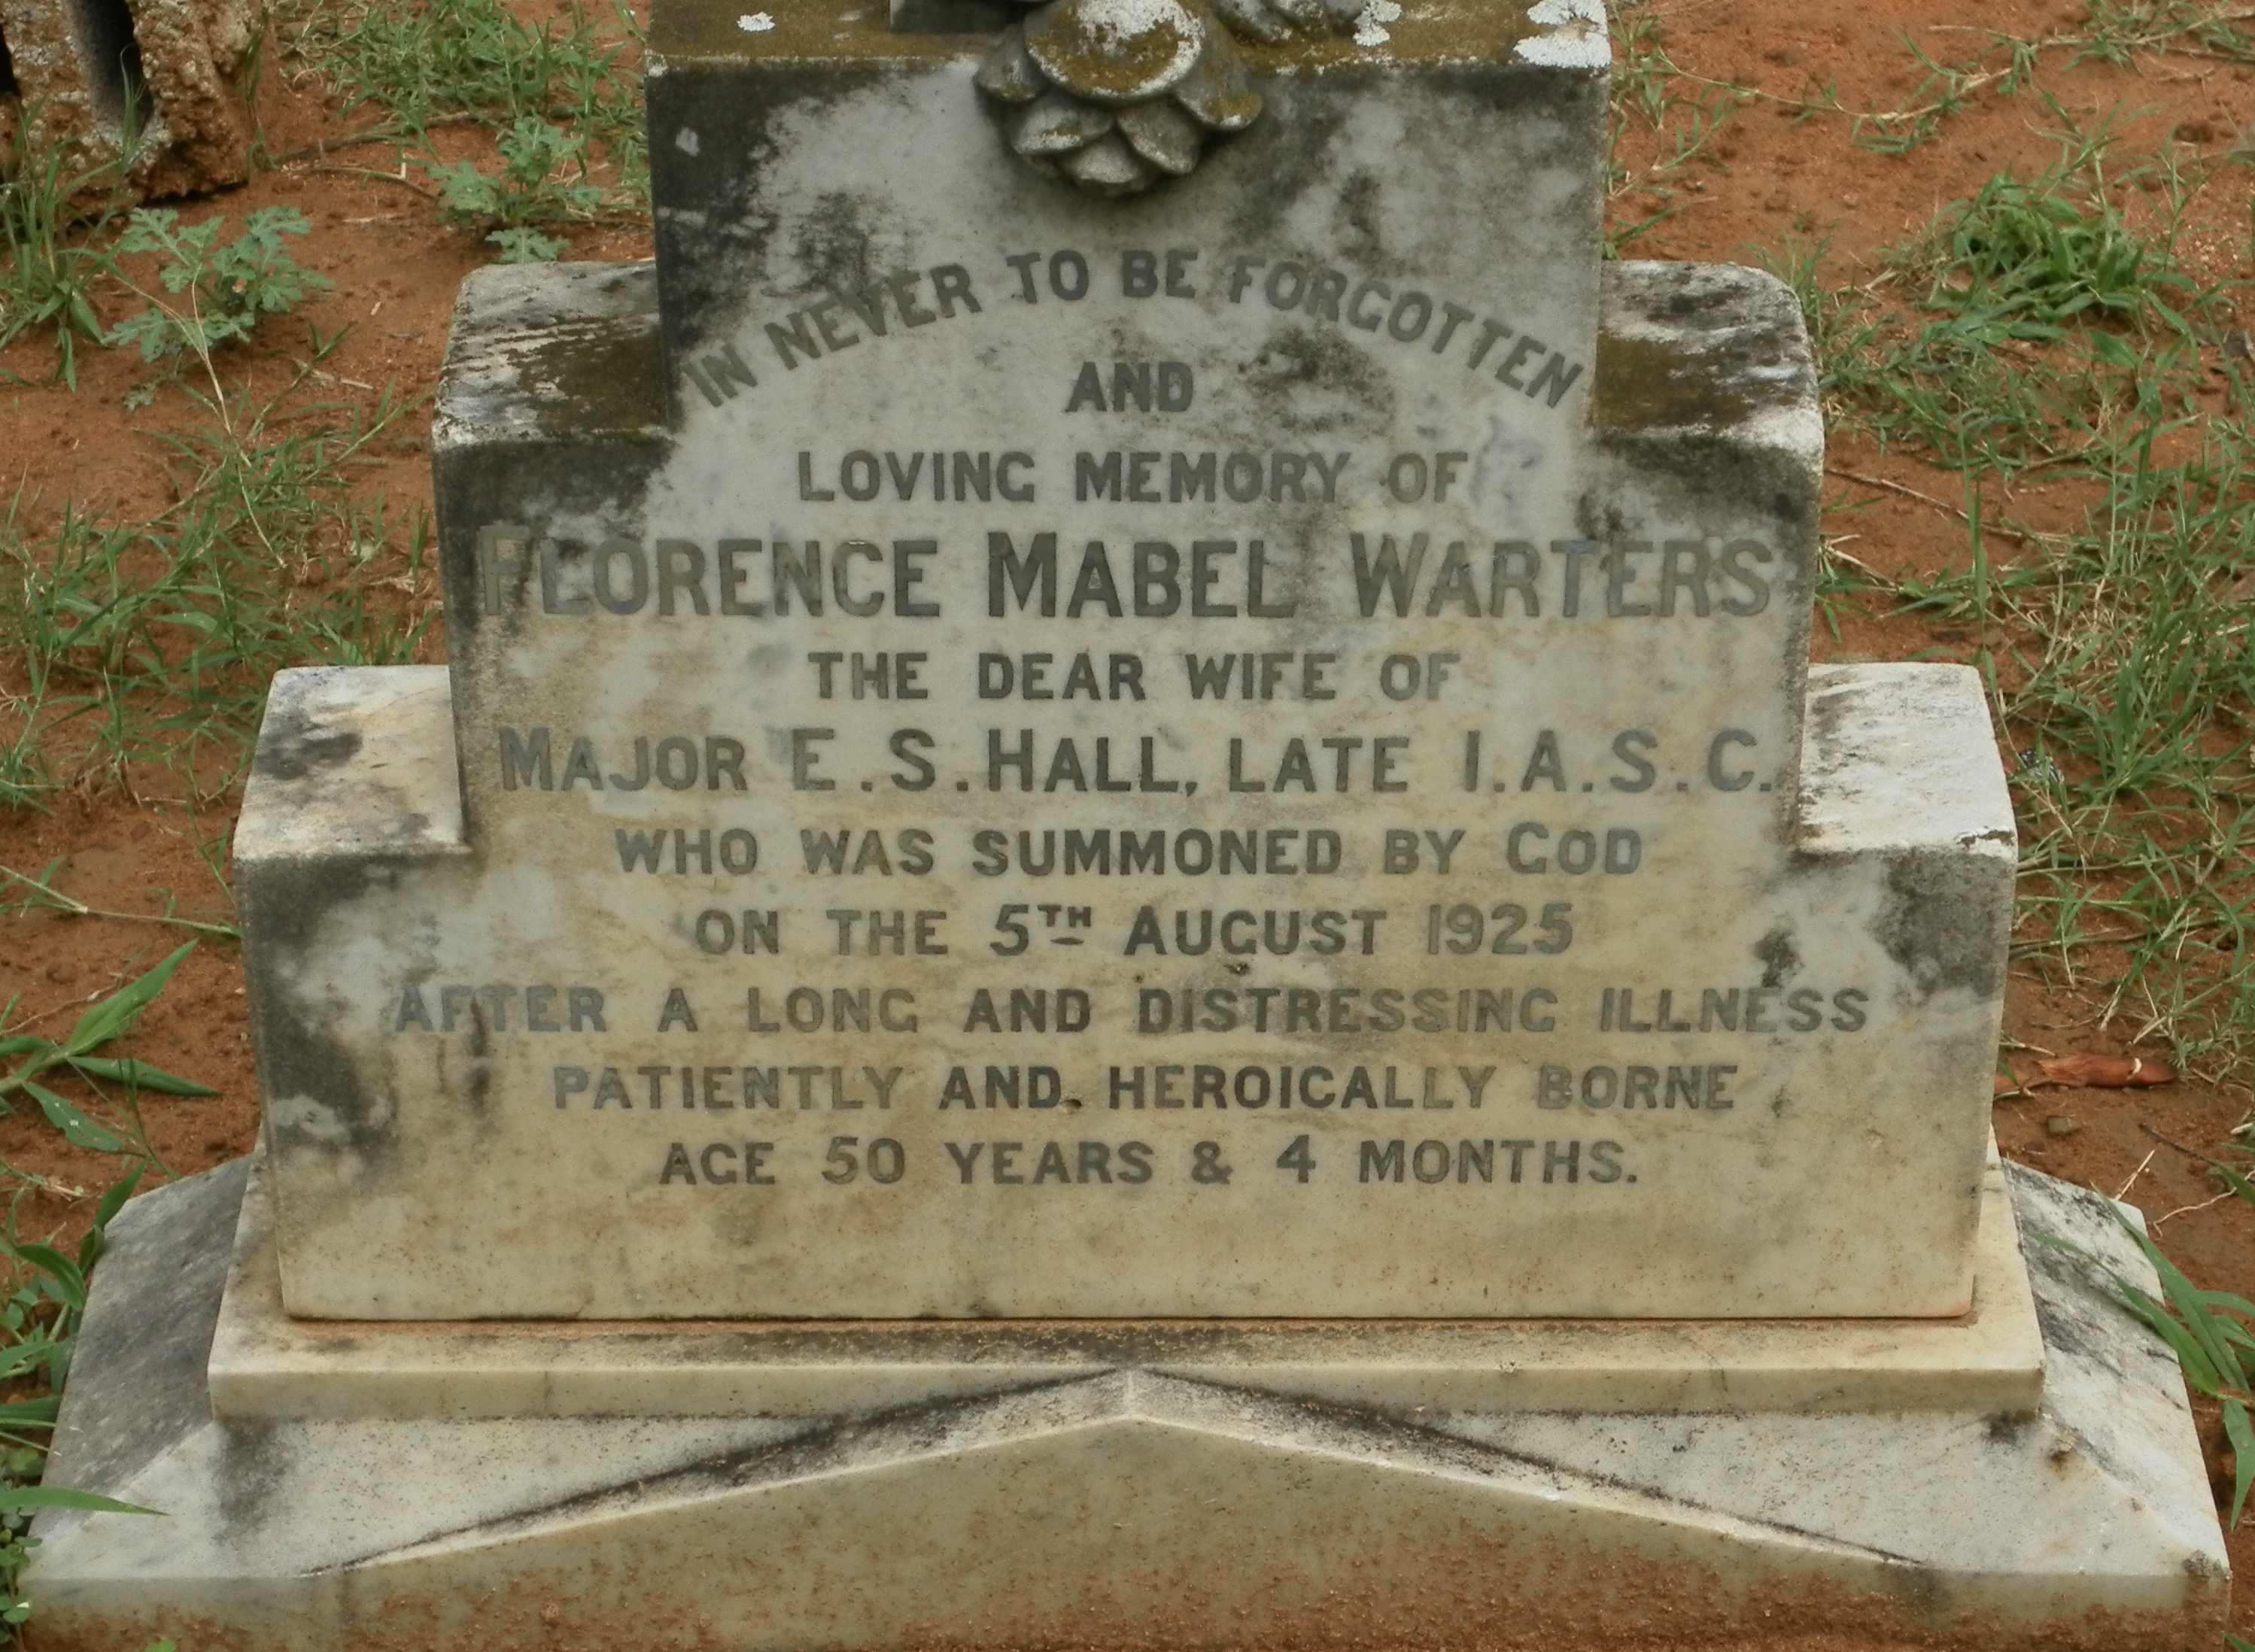 IN NEVER TO BE FORGOTTEN
AND
LOVING MEMORY OF
FLORENCE MABEL WARTERS
THE DEAR WIFE OF
MAJOR E.S.HALL, LATE I.A.S.C.
WHO WAS SUMMONED BY GOD
ON THE 5TH AUGUST 1925
AFTER A LONG AND DISTRESSING ILLNESS
PATIENTLY AND HEROICALLY BORNE
AGE 50 YEARS & 4 MONTHS.